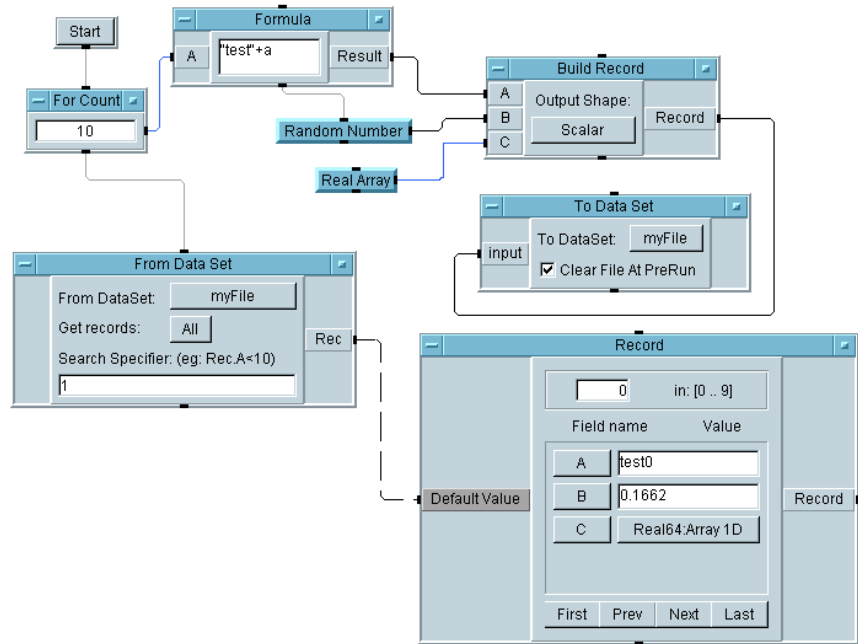 Start
Formula
A
"test"+a
Result
For Count
10
Build Record
A
B
C
Output Shape:
Scalar
Record
Random Number
Real Array
To Data Set
input
To DataSet: myFile
Clear File At PreRun
From Data Set
From DataSet: myFile
Get records: All
Search Specifier: (eg: Rec.A<10)
1
Rec
Record
0 in: [0 .. 9]
Field name Value
A test0
B 0.1662
C Real64:Array 1D
Default Value
Record
First Prev Next Last